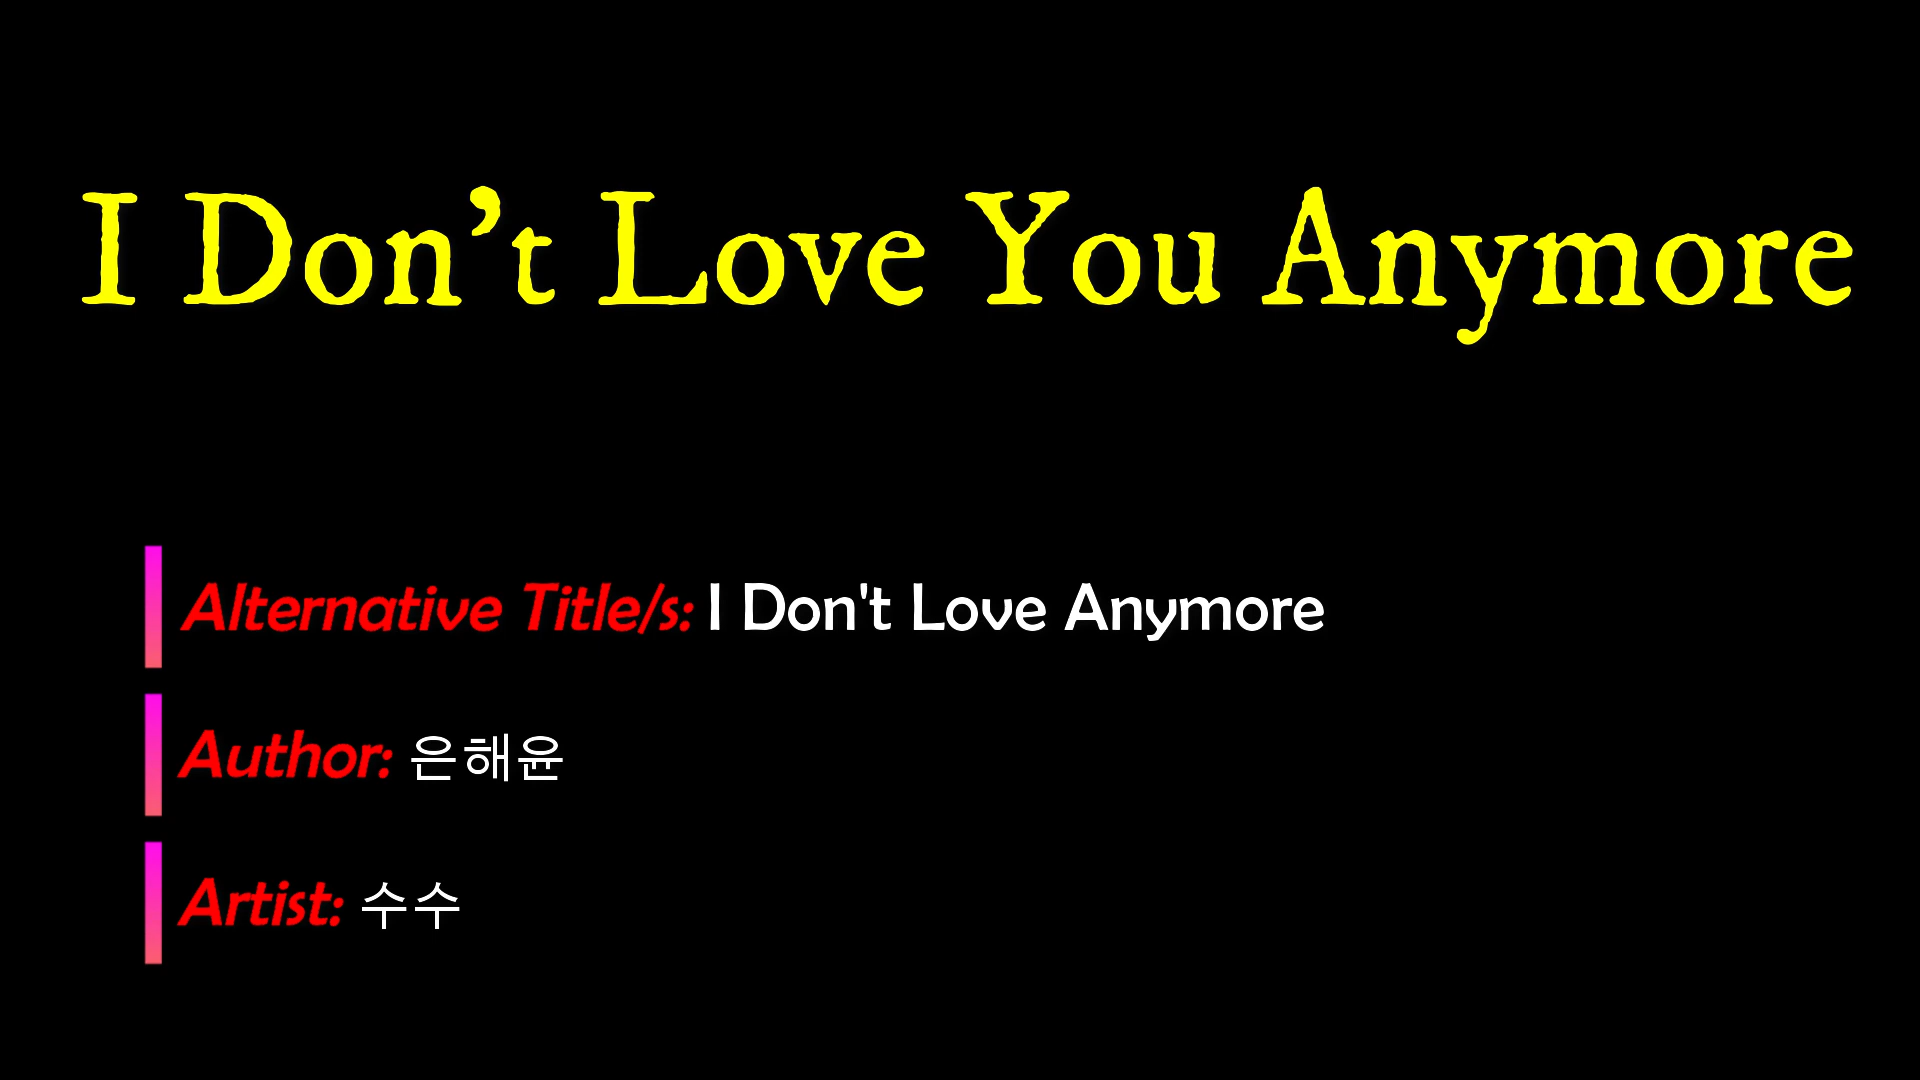 I Don’t Love You Anymore
Alternative Title/s: I Don't Love Anymore
Author: 은해윤
Artist: 수수